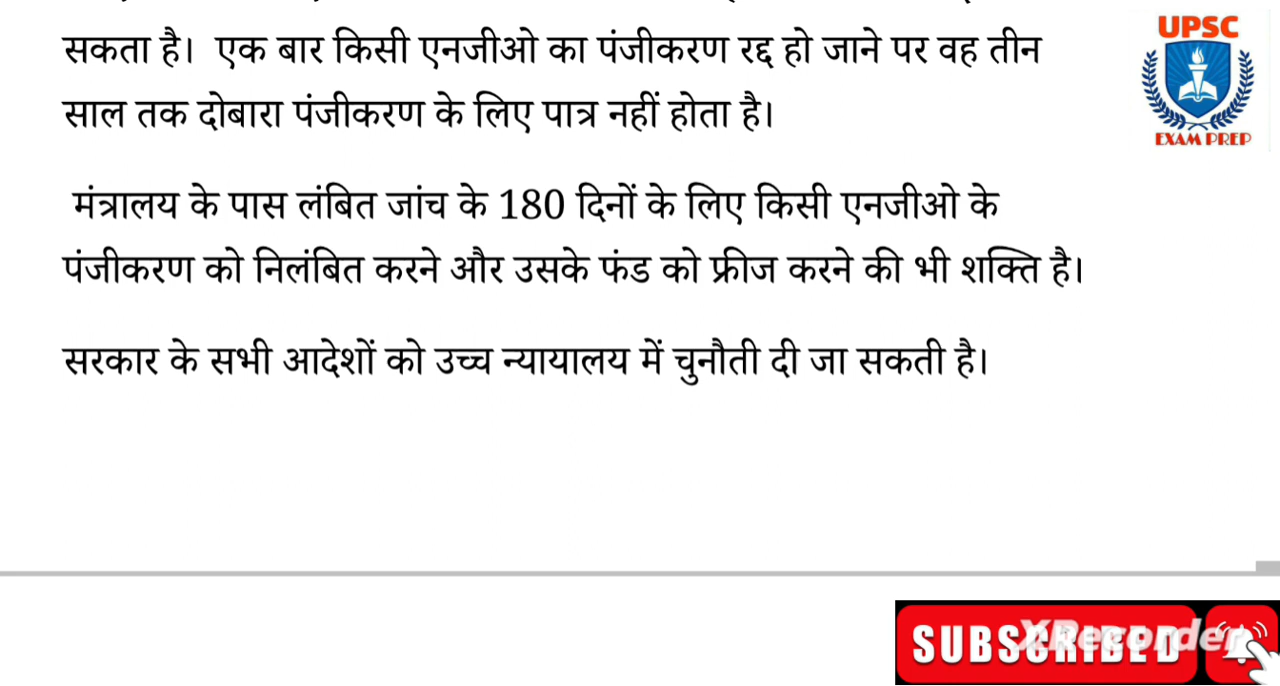 सकता है। एक बार किसी एनजीओ का पंजीकरण रद्द हो जाने पर वह तीन
साल तक दोबारा पंजीकरण के लिए पात्र नहीं होता है।
मंत्रालय के पास लंबित जांच के 180 दिनों के लिए किसी एनजीओ के
पंजीकरण को निलंबित करने और उसके फंड को फ्रीज करने की भी शक्ति है।
सरकार के सभी आदेशों को उच्च न्यायालय में चुनौती दी जा सकती है।
UPSC
EXAM PREP
SUBSCRIBED
XRecorder